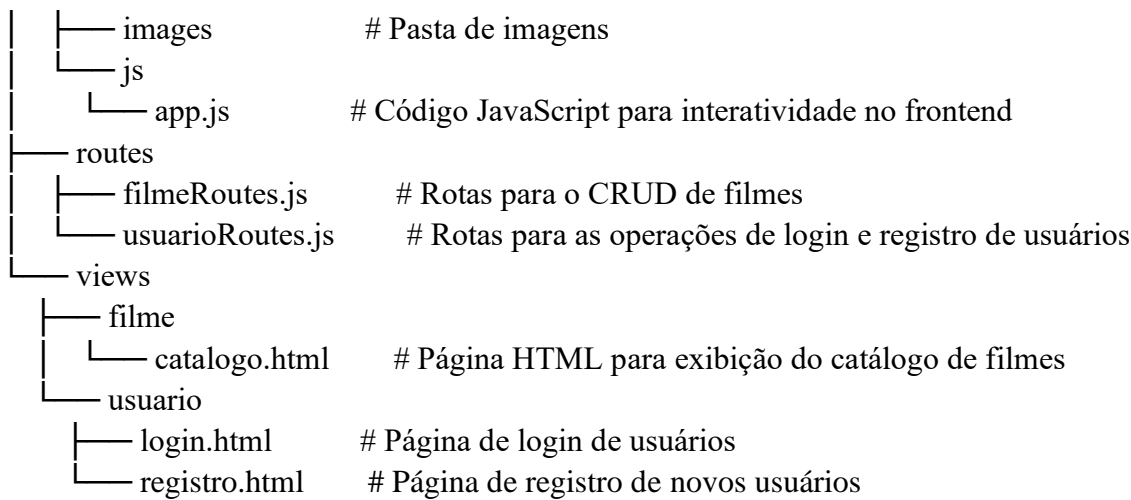 │   ├── images # Pasta de imagens
│   └── js
│       └── app.js # Código JavaScript para interatividade no frontend
├── routes
│   ├── filmeRoutes.js # Rotas para o CRUD de filmes
│   └── usuarioRoutes.js # Rotas para as operações de login e registro de usuários
└── views
    ├── filme
    │   └── catalogo.html # Página HTML para exibição do catálogo de filmes
    └── usuario
        ├── login.html # Página de login de usuários
        └── registro.html # Página de registro de novos usuários